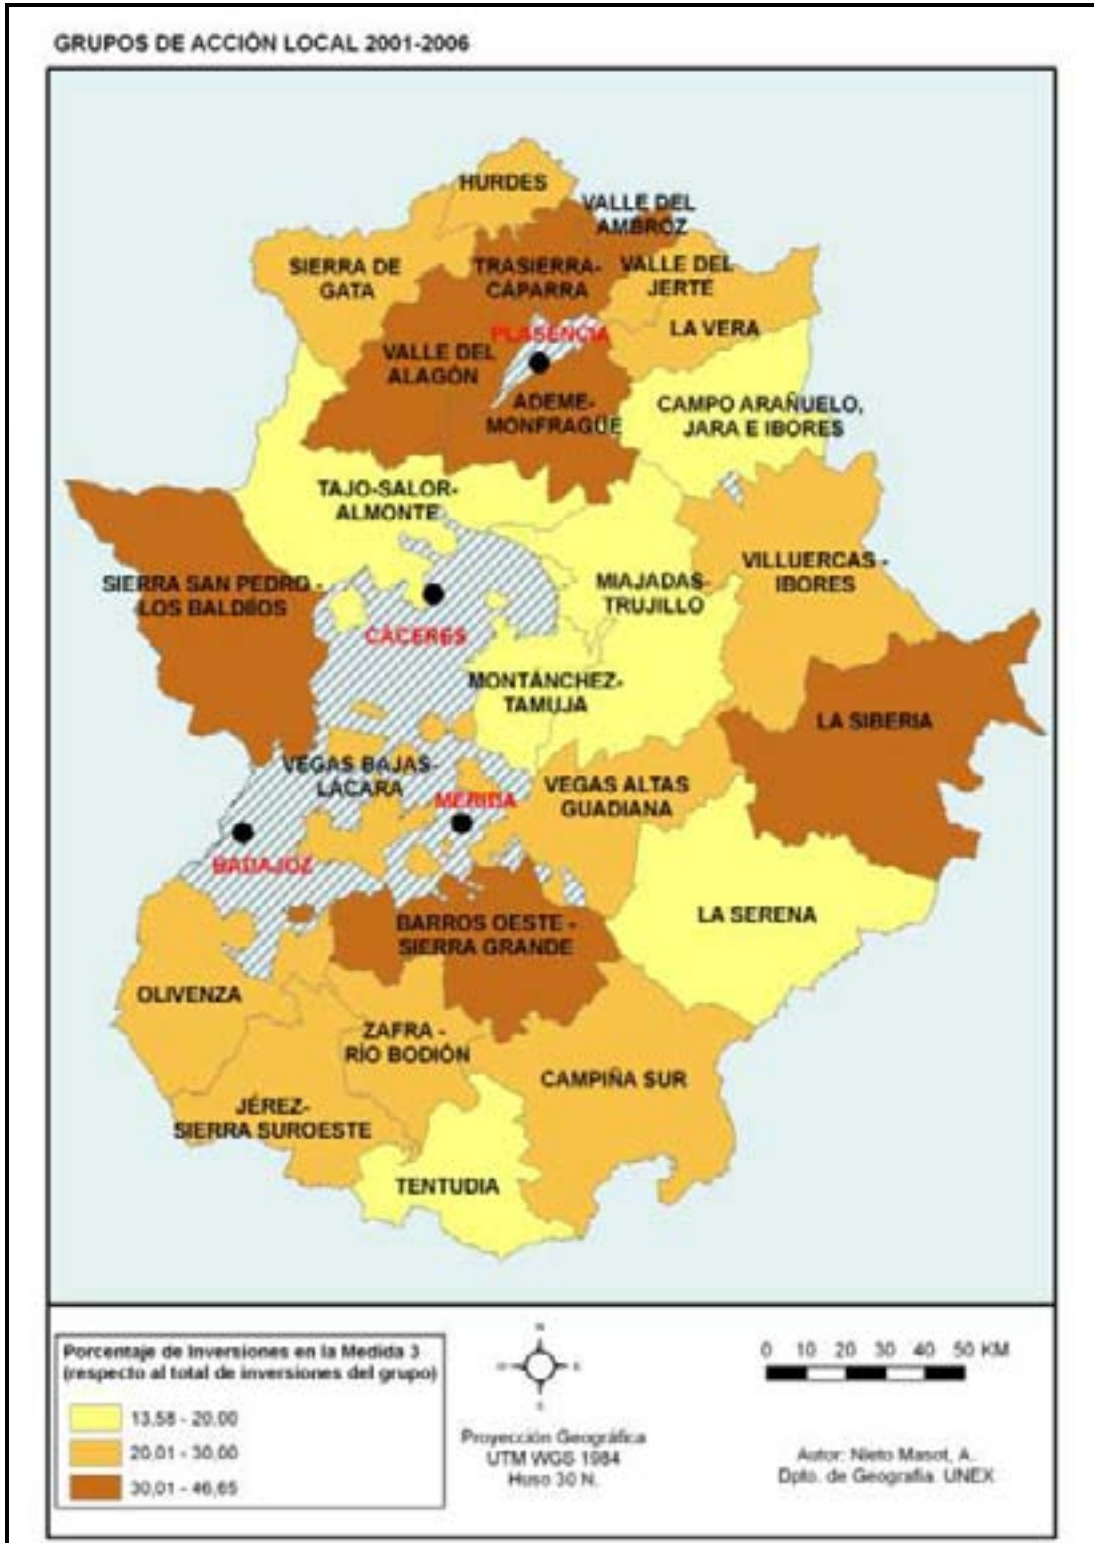 GRUPOS DE ACCIÓN LOCAL 2001-2006
HURDES
VALLE DEL
AMBROZ
SIERRA DE
GATA
TRASIERRA-
CÁPARRA
VALLE DEL
JERTE
LA VERA
PLASENCIA
VALLE DEL
ALAGÓN
ADEME-
MONFRAGÜE
CAMPO ARAÑUELO,
JARA E IBORES
TAJO-SALOR-
ALMONTE
VILLUERCAS -
IBORES
SIERRA SAN PEDRO -
LOS BALDÍOS
MIAJADAS-
TRUJILLO
CÁCERES
MONTÁNCHEZ-
TAMUJA
LA SIBERIA
VEGAS BAJAS-
LÁCARA
MÉRIDA
VEGAS ALTAS
GUADIANA
BADAJOZ
BARROS OESTE -
SIERRA GRANDE
LA SERENA
OLIVENZA
ZAFRA -
RÍO BODIÓN
CAMPIÑA SUR
JÉREZ-
SIERRA SUROESTE
TENTUDIA
Porcentaje de Inversiones en la Medida 3
(respecto al total de inversiones del grupo)
13,58 - 20,00
20,01 - 30,00
30,01 - 46,65
N
O
E
S
Proyección Geográfica
UTM WGS 1984
Huso 30 N.
0 10 20 30 40 50 KM
Autor: Nieto Masot, A.
Dpto. de Geografía. UNEX